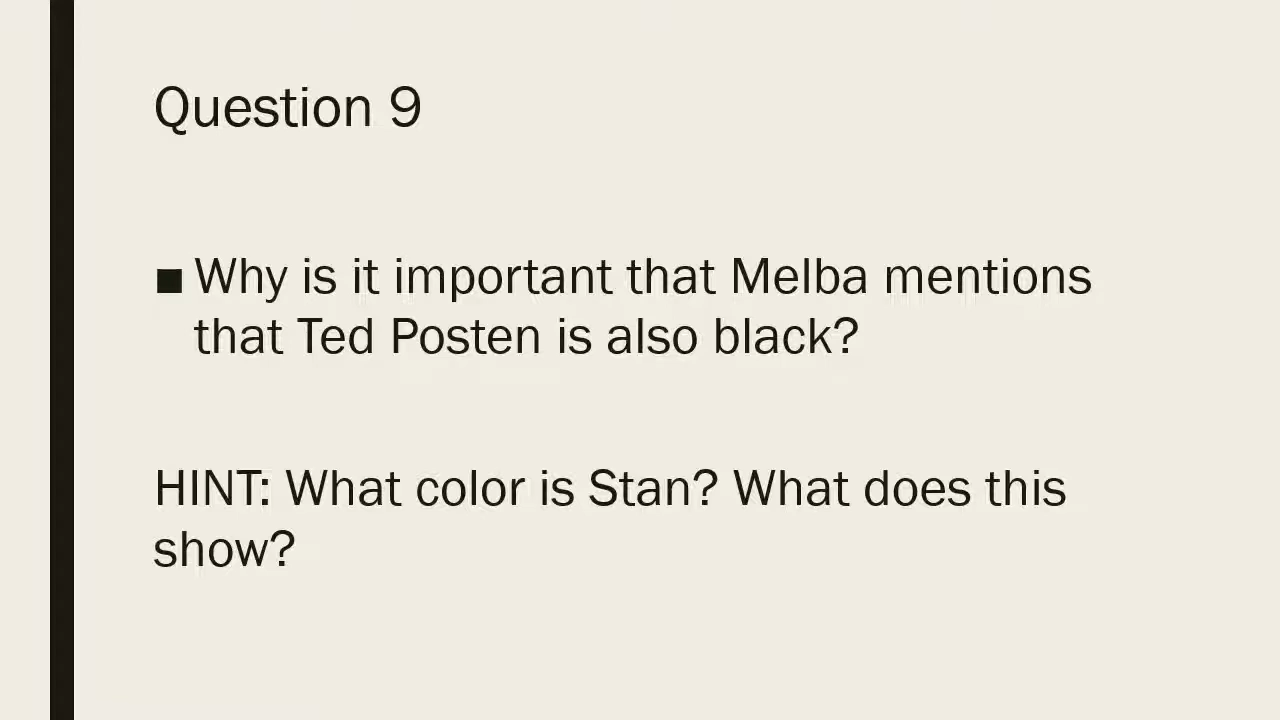 Question 9
■ Why is it important that Melba mentions
that Ted Posten is also black?
HINT: What color is Stan? What does this
show?